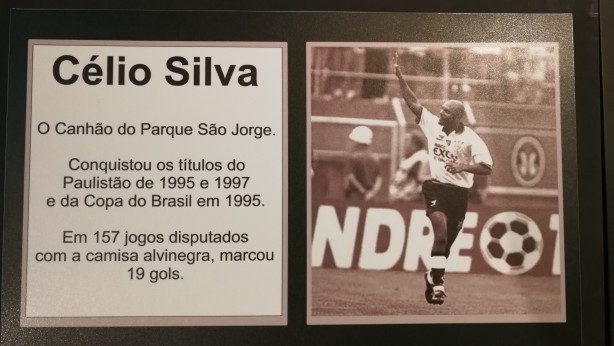 Célio Silva
O Canhão do Parque São Jorge.
Conquistou os títulos do
Paulistão de 1995 e 1997
e da Copa do Brasil em 1995.
Em 157 jogos disputados
com a camisa alvinegra, marcou
19 gols.
NDRE